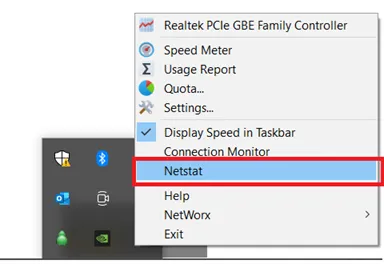 Realtek PCIe GBE Family Controller
Speed Meter
Usage Report
Quota...
Settings...
Display Speed in Taskbar
Connection Monitor
Netstat
Help
NetWorx
Exit